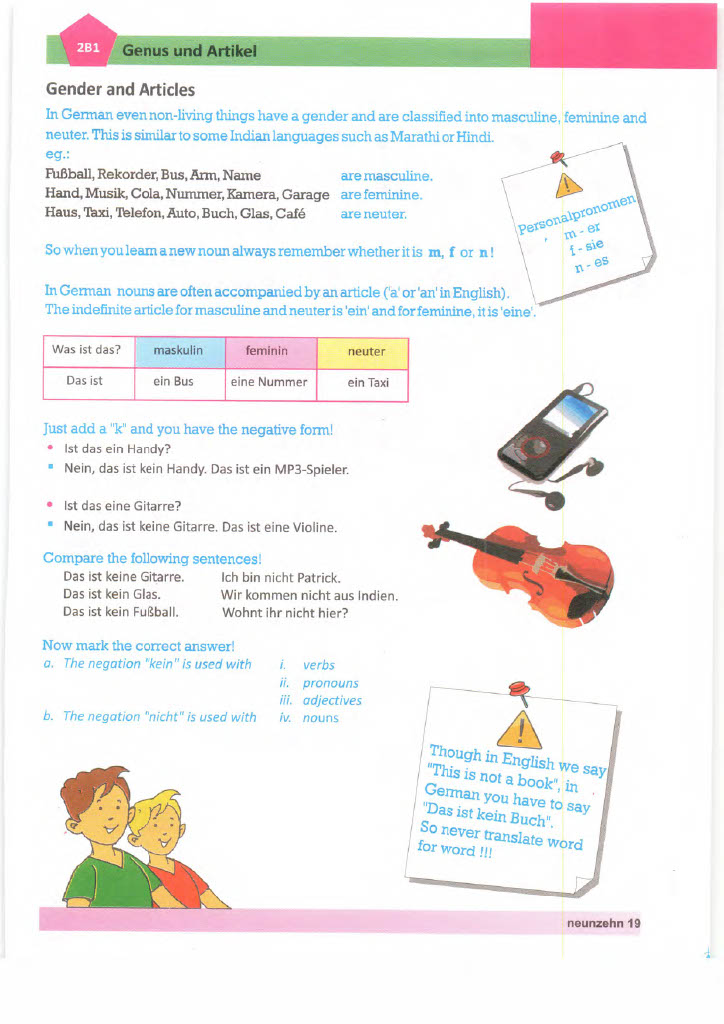 2B1 Genus und Artikel
Gender and Articles
In German even non-living things have a gender and are classified into masculine, feminine and
neuter. This is similar to some Indian languages such as Marathi or Hindi.
eg.:
Fußball, Rekorder, Bus, Arm, Name are masculine.
Hand, Musik, Cola, Nummer, Kamera, Garage are feminine.
Haus, Taxi, Telefon, Auto, Buch, Glas, Café are neuter.
Personalpronomen
m - er
f - sie
n - es
So when you learn a new noun always remember whether it is m, f or n!
In German nouns are often accompanied by an article ('a' or 'an' in English).
The indefinite article for masculine and neuter is 'ein' and for feminine, it is 'eine'.
Was ist das? maskulin feminin neuter
Das ist ein Bus eine Nummer ein Taxi
Just add a "k" and you have the negative form!
• Ist das ein Handy?
▪ Nein, das ist kein Handy. Das ist ein MP3-Spieler.
• Ist das eine Gitarre?
▪ Nein, das ist keine Gitarre. Das ist eine Violine.
Compare the following sentences!
Das ist keine Gitarre. Ich bin nicht Patrick.
Das ist kein Glas. Wir kommen nicht aus Indien.
Das ist kein Fußball. Wohnt ihr nicht hier?
Now mark the correct answer!
a. The negation "kein" is used with i. verbs
ii. pronouns
iii. adjectives
b. The negation "nicht" is used with iv. nouns
Though in English we say
"This is not a book", in
German you have to say
"Das ist kein Buch".
So never translate word
for word !!!
neunzehn 19